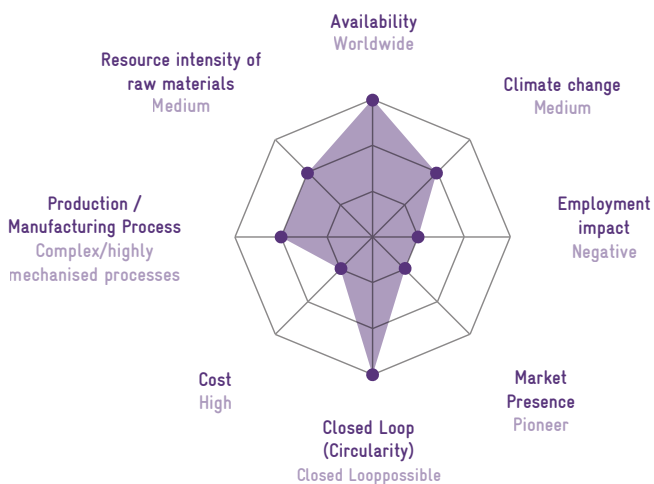 Availability
Worldwide
Resource intensity of
raw materials
Medium
Climate change
Medium
Production /
Manufacturing Process
Complex/highly
mechanised processes
Employment
impact
Negative
Cost
High
Market
Presence
Pioneer
Closed Loop
(Circularity)
Closed Looppossible